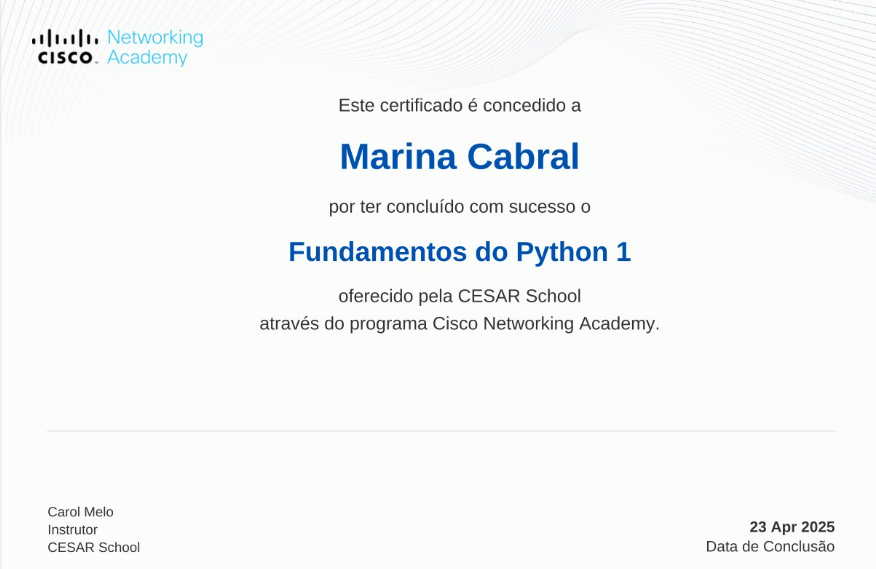 Networking
CISCO Academy
Este certificado é concedido a
Marina Cabral
por ter concluído com sucesso o
Fundamentos do Python 1
oferecido pela CESAR School
através do programa Cisco Networking Academy.
Carol Melo
Instrutor
CESAR School
23 Apr 2025
Data de Conclusão